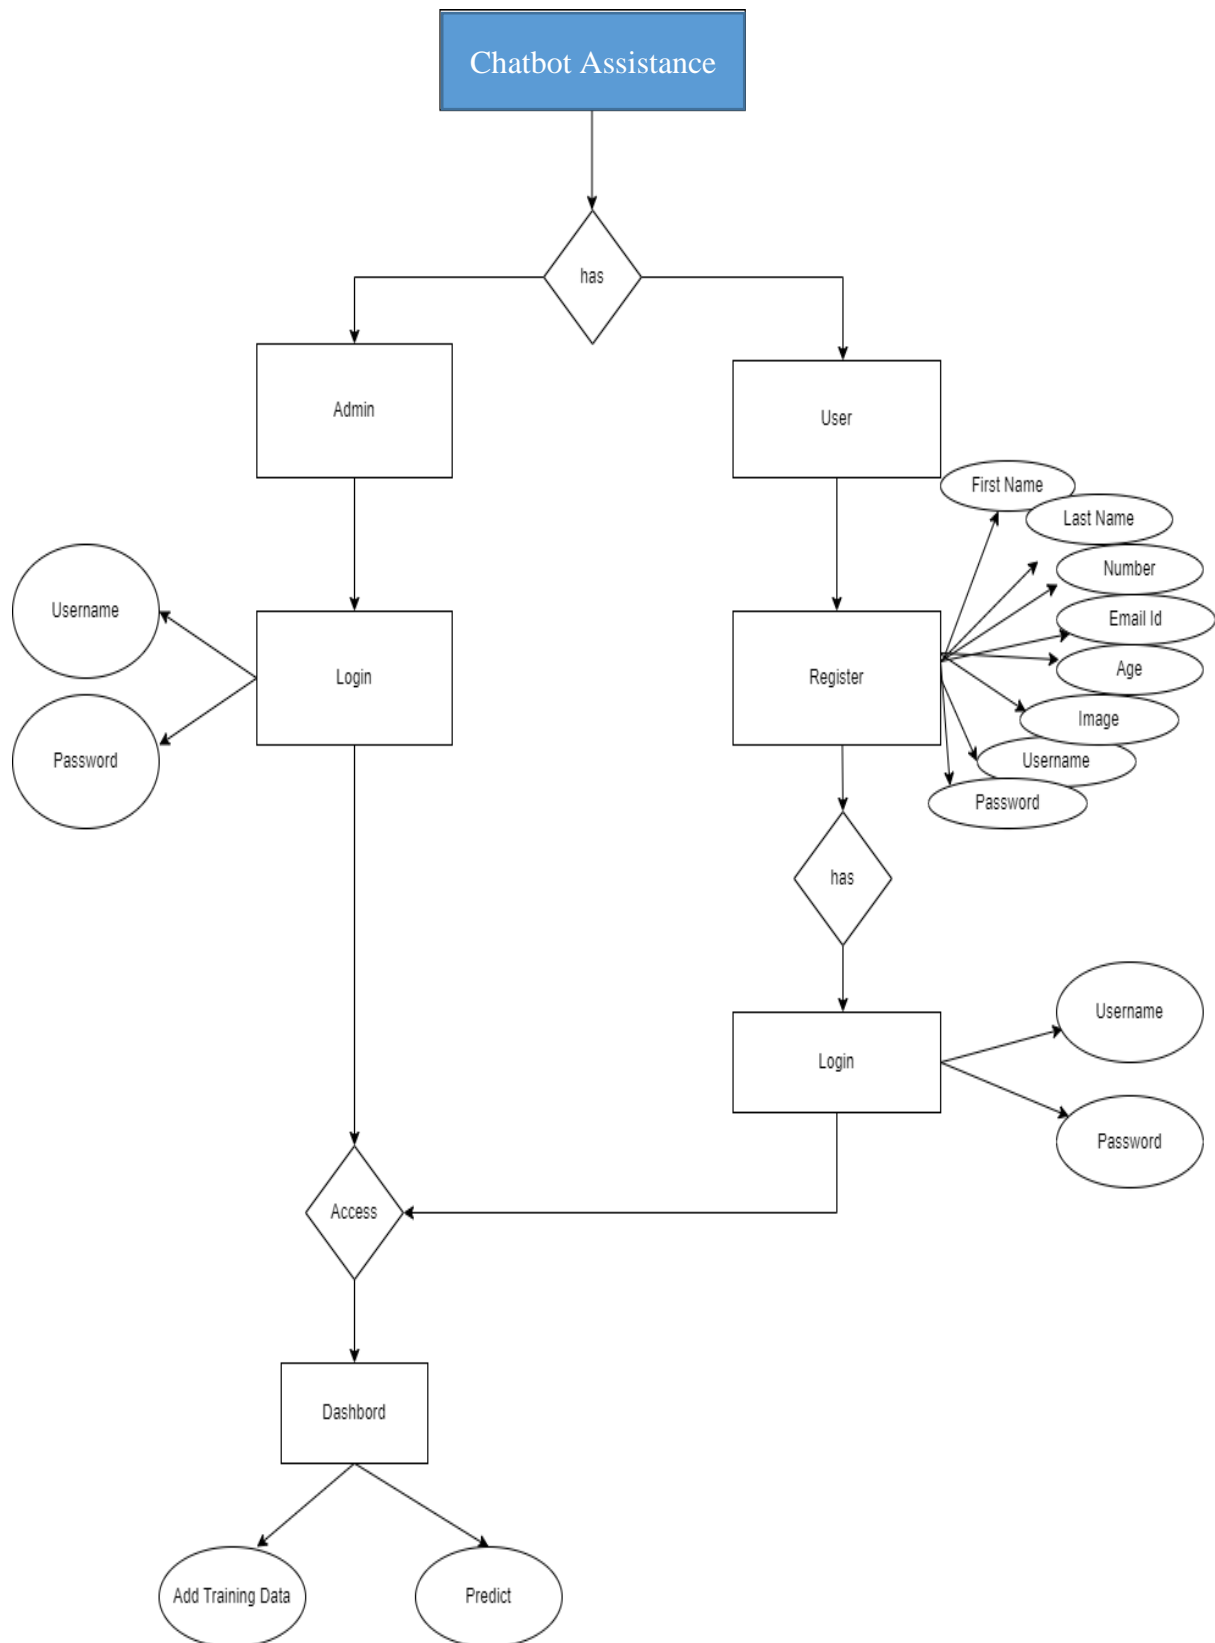 Chatbot Assistance
has
Admin
User
First Name
Last Name
Number
Email Id
Age
Image
Username
Password
Username
Password
Login
Register
has
Login
Username
Password
Access
Dashbord
Add Training Data
Predict